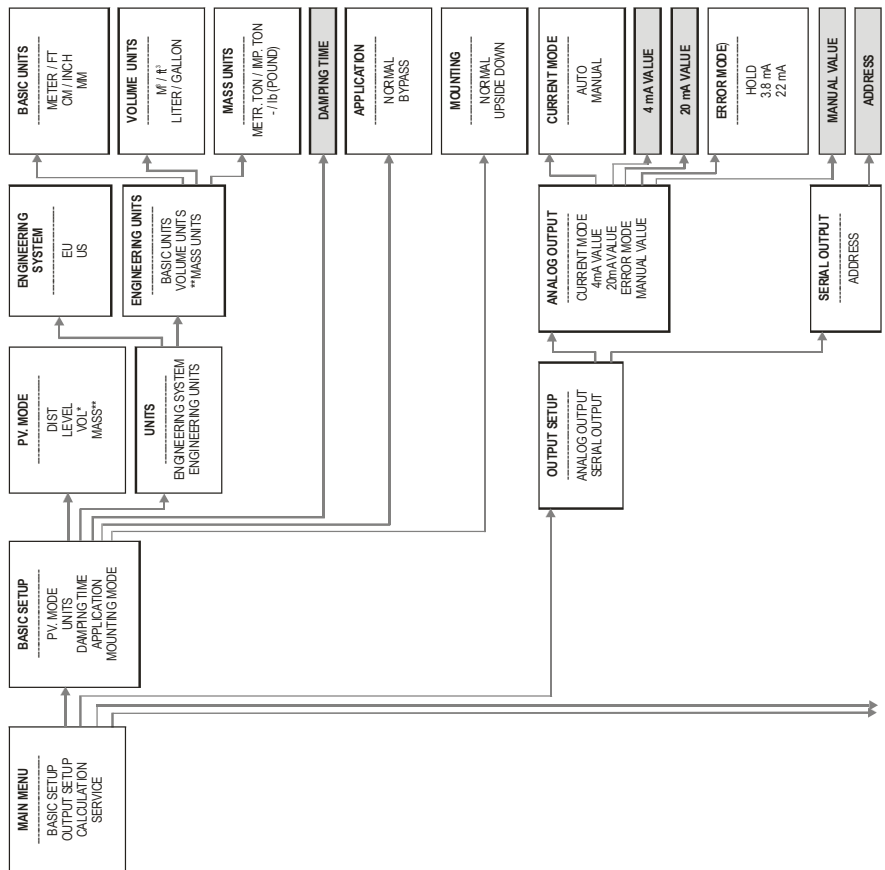 MAIN MENU
BASIC SETUP
OUTPUT SETUP
CALCULATION
SERVICE
BASIC SETUP
PV. MODE
UNITS
DAMPING TIME
APPLICATION
MOUNTING MODE
PV. MODE
DIST
LEVEL
VOL*
MASS**
UNITS
ENGINEERING SYSTEM
ENGINEERING UNITS
ENGINEERING
SYSTEM
EU
US
ENGINEERING UNITS
BASIC UNITS
VOLUME UNITS
**MASS UNITS
BASIC UNITS
METER / FT
CM / INCH
MM
VOLUME UNITS
M³ / ft³
LITER / GALLON
MASS UNITS
METR. TON / IMP. TON
- / lb (POUND)
DAMPING TIME
APPLICATION
NORMAL
BYPASS
MOUNTING
NORMAL
UPSIDE DOWN
OUTPUT SETUP
ANALOG OUTPUT
SERIAL OUTPUT
ANALOG OUTPUT
CURRENT MODE
4mA VALUE
20mA VALUE
ERROR MODE
MANUAL VALUE
SERIAL OUTPUT
ADDRESS
CURRENT MODE
AUTO
MANUAL
4 mA VALUE
20 mA VALUE
ERROR MODE)
HOLD
3.8 mA
22 mA
MANUAL VALUE
ADDRESS